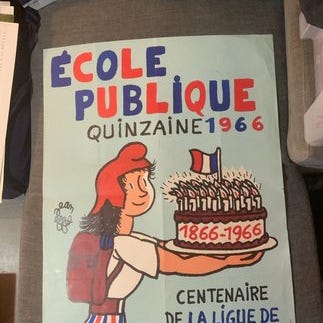 ÉCOLE
PUBLIQUE
QUINZAINE 1966
1866-1966
CENTENAIRE
DE LA LIGUE DE